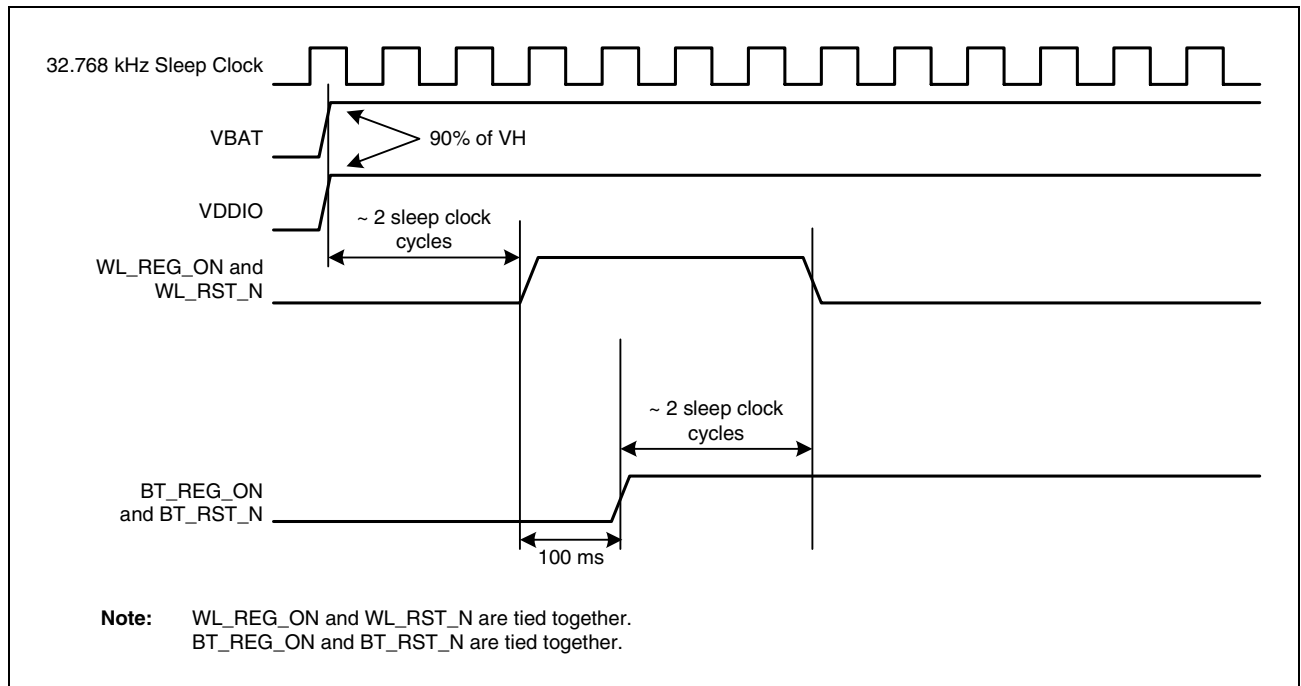 32.768 kHz Sleep Clock
VBAT
90% of VH
VDDIO
~ 2 sleep clock
cycles
WL_REG_ON and
WL_RST_N
~ 2 sleep clock
cycles
BT_REG_ON
and BT_RST_N
100 ms
Note: WL_REG_ON and WL_RST_N are tied together.
BT_REG_ON and BT_RST_N are tied together.